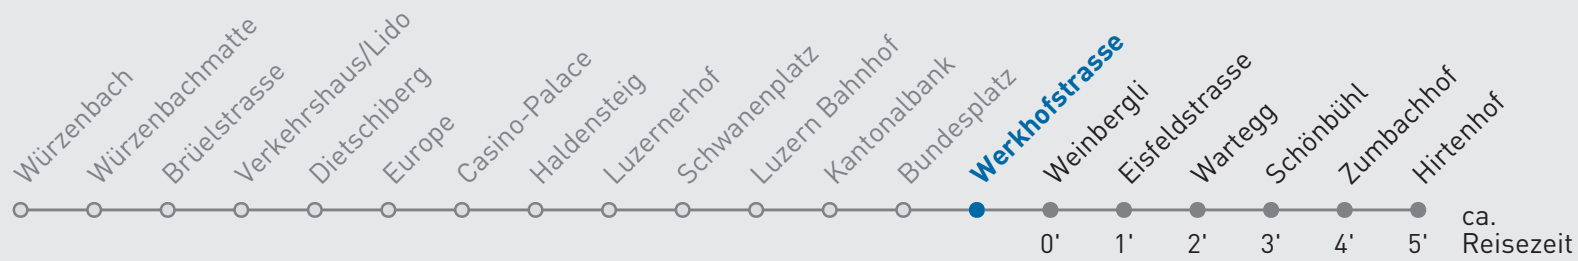 Würzenbach
Würzenbachmatte
Brüelstrasse
Verkehrshaus/Lido
Dietschiberg
Europe
Casino-Palace
Haldensteig
Luzernerhof
Schwanenplatz
Luzern Bahnhof
Kantonalbank
Bundesplatz
Werkhofstrasse
Weinbergli
Eisfeldstrasse
Wartegg
Schönbühl
Zumbachhof
Hirtenhof
0' 1' 2' 3' 4' 5'
ca.
Reisezeit